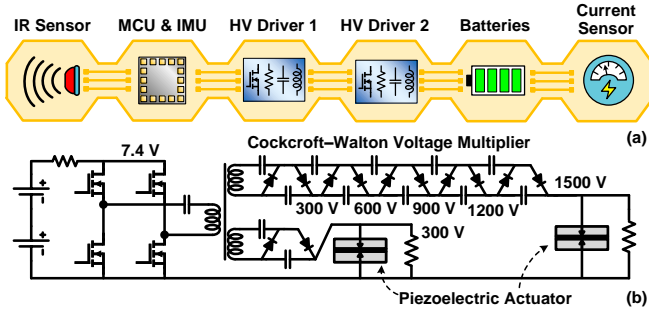 IR Sensor MCU & IMU HV Driver 1 HV Driver 2 Batteries Current Sensor
(a)
Cockcroft–Walton Voltage Multiplier
7.4 V
1500 V
300 V 600 V 900 V 1200 V
300 V
Piezoelectric Actuator
(b)